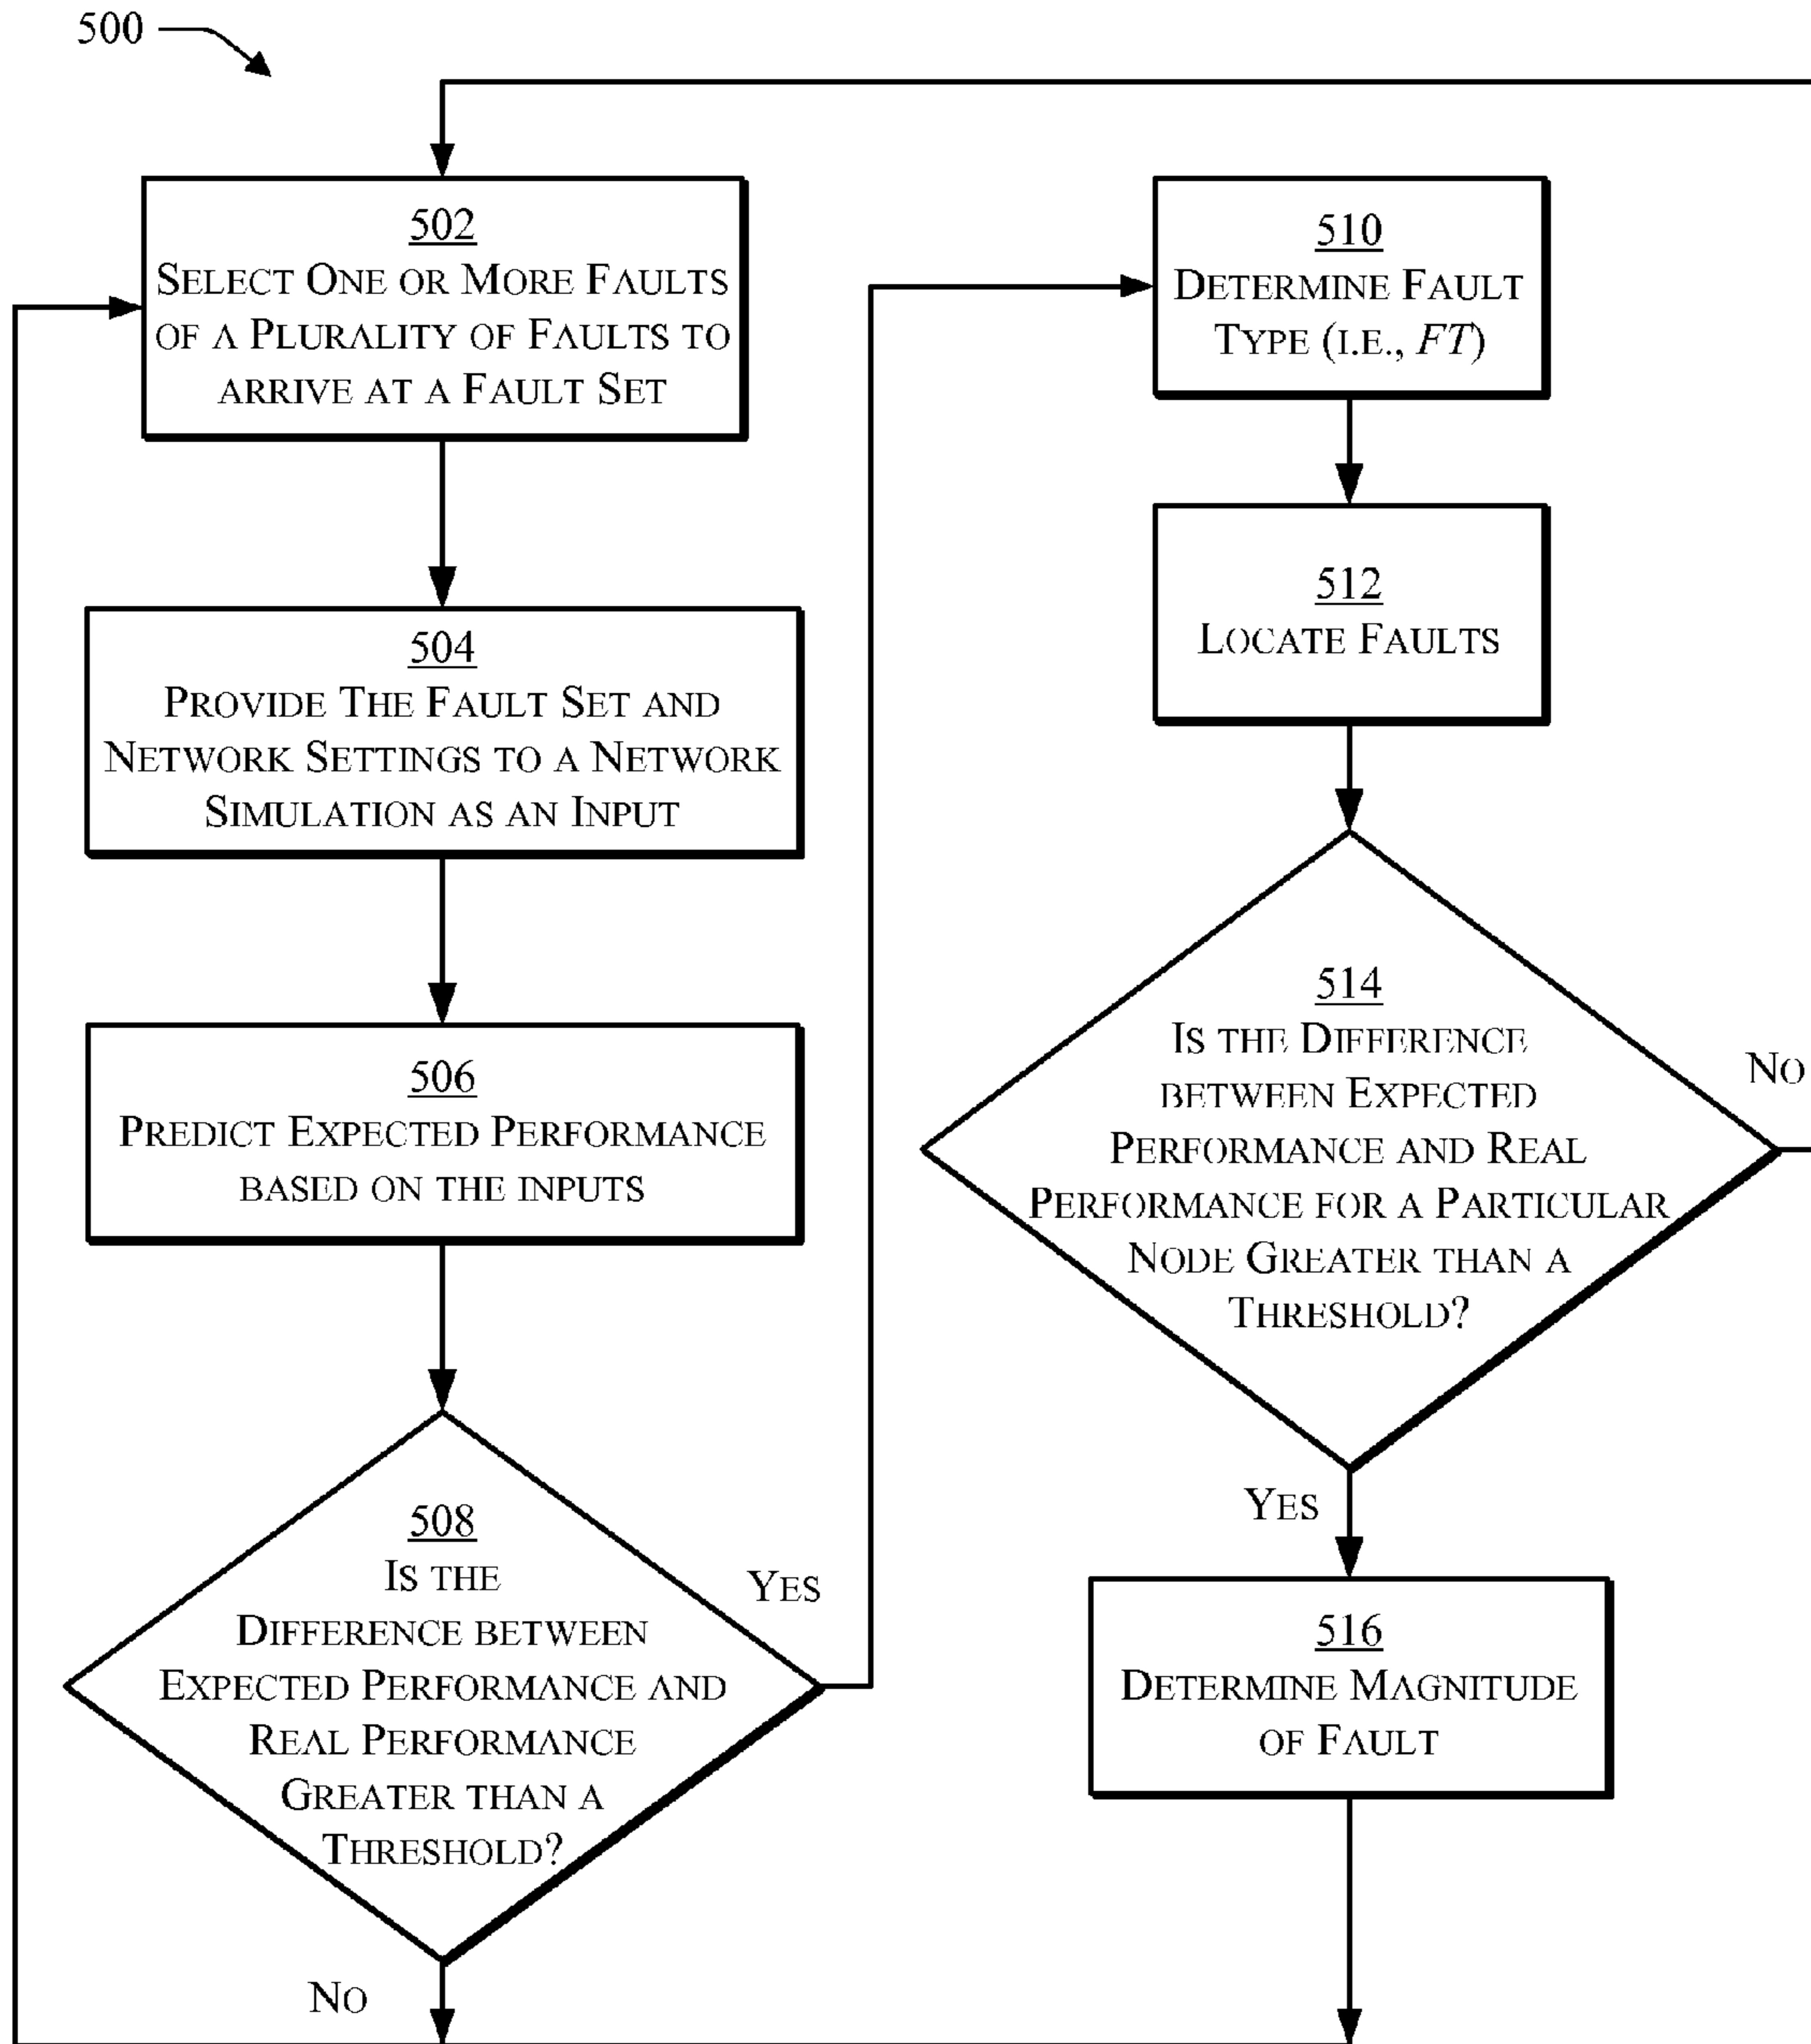 500
502
SELECT ONE OR MORE FAULTS
OF A PLURALITY OF FAULTS TO
ARRIVE AT A FAULT SET
504
PROVIDE THE FAULT SET AND
NETWORK SETTINGS TO A NETWORK
SIMULATION AS AN INPUT
506
PREDICT EXPECTED PERFORMANCE
BASED ON THE INPUTS
508
IS THE
DIFFERENCE BETWEEN
EXPECTED PERFORMANCE AND
REAL PERFORMANCE
GREATER THAN A
THRESHOLD?
YES
NO
510
DETERMINE FAULT
TYPE (I.E., FT)
512
LOCATE FAULTS
514
IS THE DIFFERENCE
BETWEEN EXPECTED
PERFORMANCE AND REAL
PERFORMANCE FOR A PARTICULAR
NODE GREATER THAN A
THRESHOLD?
NO
YES
516
DETERMINE MAGNITUDE
OF FAULT